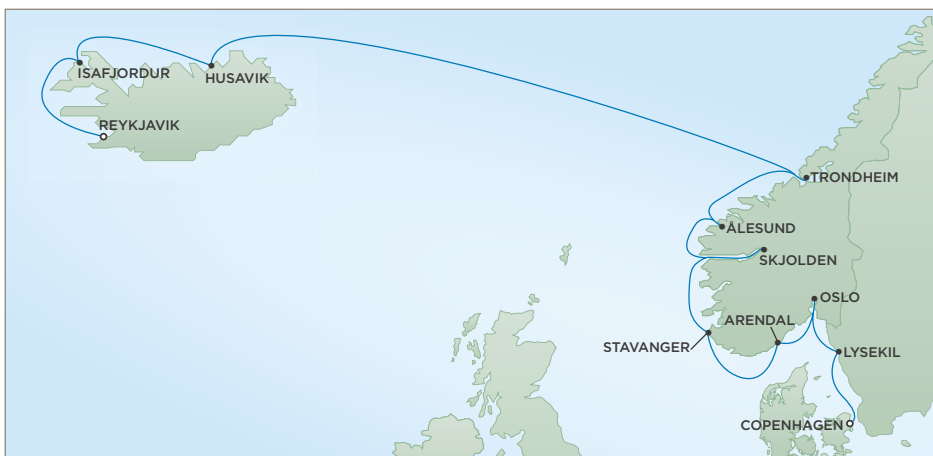 ISAFJORDUR
HUSAVIK
REYKJAVIK
TRONDHEIM
ÅLESUND
SKJOLDEN
OSLO
ARENDAL
STAVANGER
LYSEKIL
COPENHAGEN